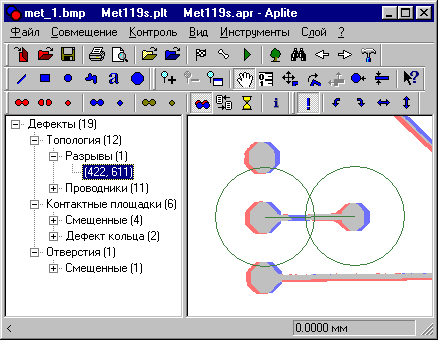 met_1.bmp Met119s.plt Met119s.apr - Aplite
Файл Совмещение Контроль Вид Инструменты Слой ?
Дефекты (19)
Топология (12)
Разрывы (1)
(422, 611)
Проводники (11)
Контактные площадки (6)
Смещенные (4)
Дефект кольца (2)
Отверстия (1)
Смещенные (1)
< 0.0000 мм